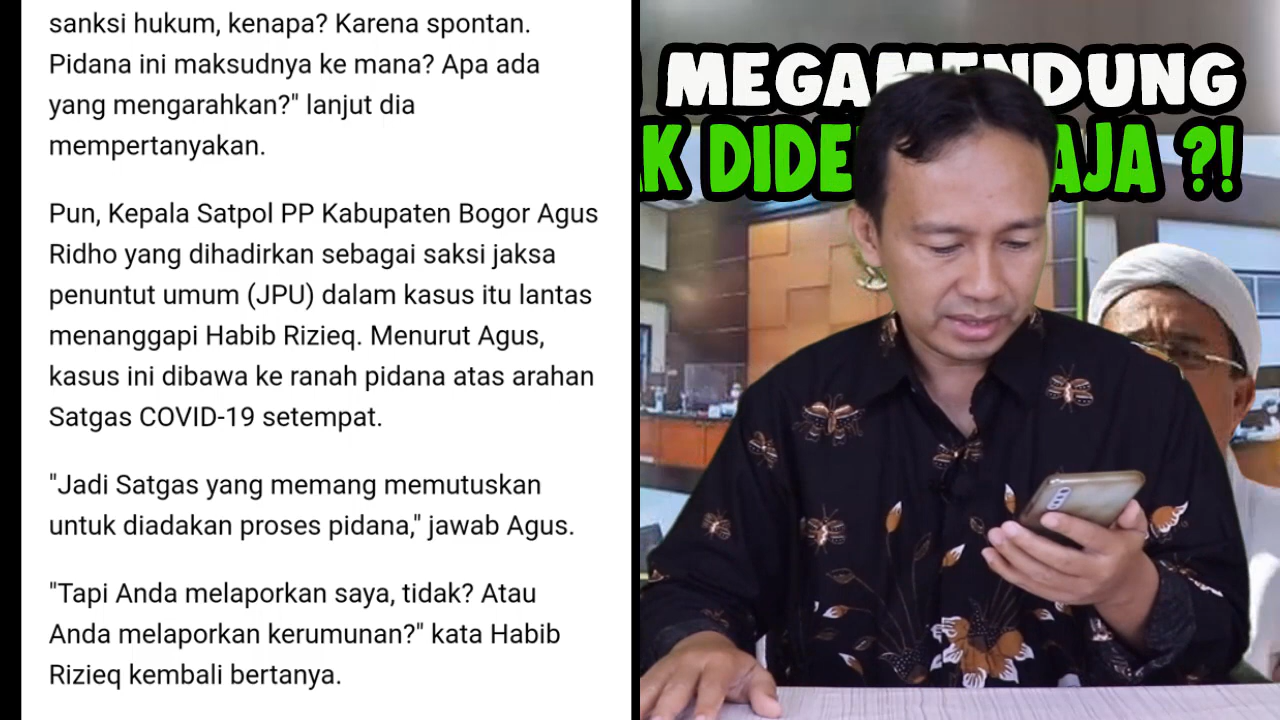 sanksi hukum, kenapa? Karena spontan.
Pidana ini maksudnya ke mana? Apa ada
yang mengarahkan?" lanjut dia
mempertanyakan.
Pun, Kepala Satpol PP Kabupaten Bogor Agus
Ridho yang dihadirkan sebagai saksi jaksa
penuntut umum (JPU) dalam kasus itu lantas
menanggapi Habib Rizieq. Menurut Agus,
kasus ini dibawa ke ranah pidana atas arahan
Satgas COVID-19 setempat.
"Jadi Satgas yang memang memutuskan
untuk diadakan proses pidana," jawab Agus.
"Tapi Anda melaporkan saya, tidak? Atau
Anda melaporkan kerumunan?" kata Habib
Rizieq kembali bertanya.
MEGAMENDUNG
?!